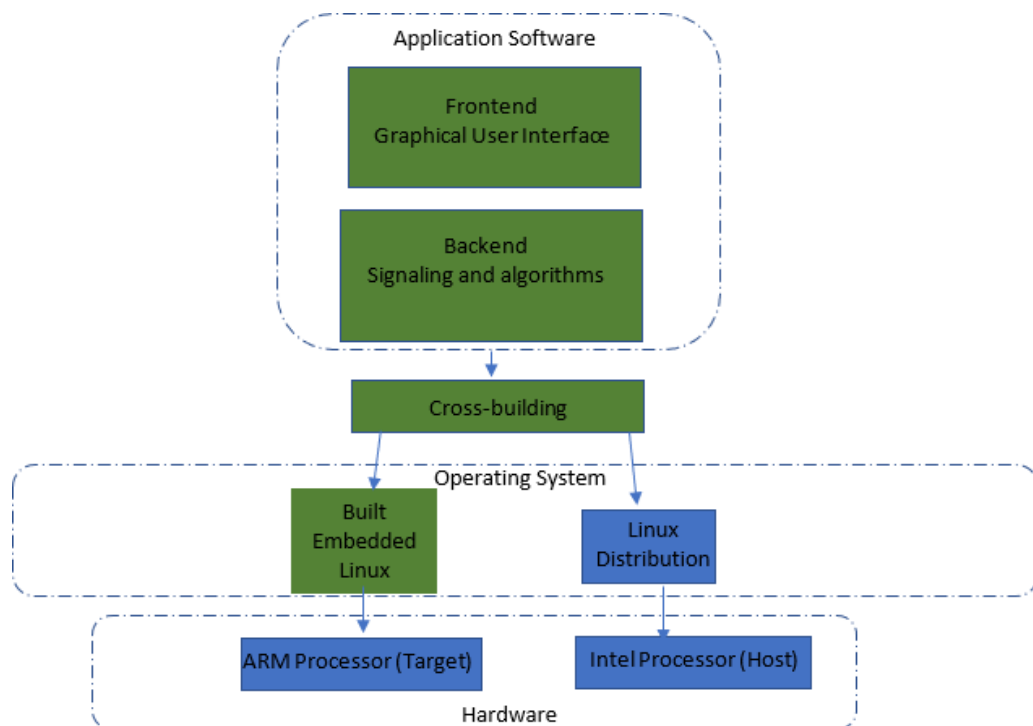 Application Software
Frontend
Graphical User Interface
Backend
Signaling and algorithms
Cross-building
Operating System
Built
Embedded
Linux
Linux
Distribution
ARM Processor (Target)
Intel Processor (Host)
Hardware